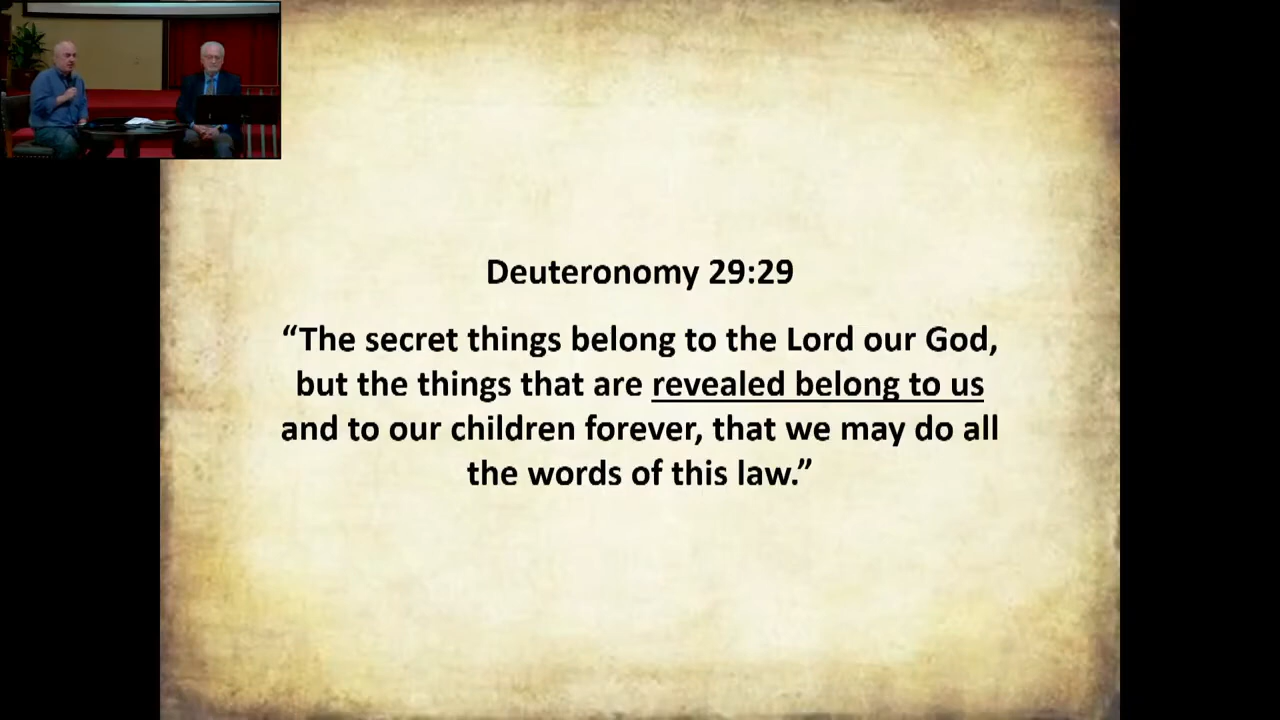 Deuteronomy 29:29
“The secret things belong to the Lord our God,
but the things that are revealed belong to us
and to our children forever, that we may do all
the words of this law.”